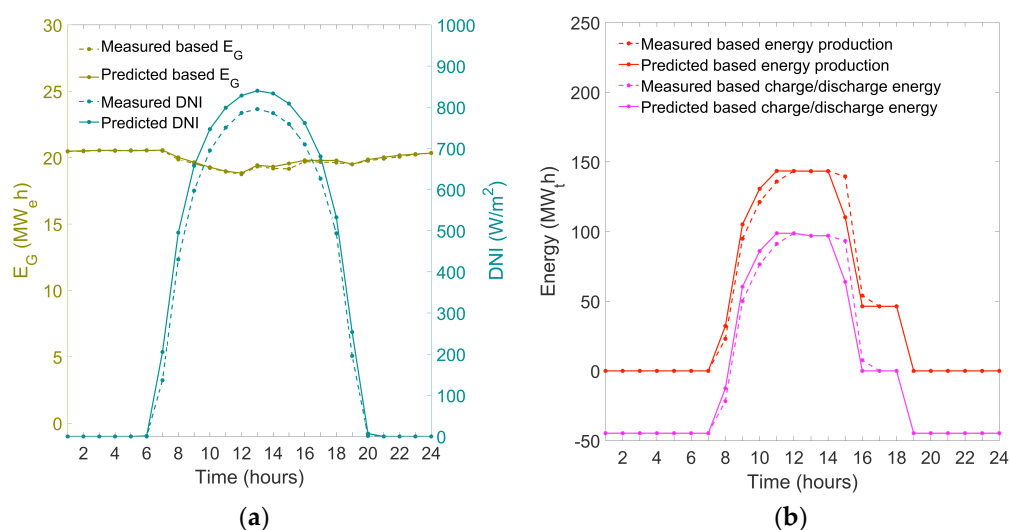 Measured based E_G
Predicted based E_G
Measured DNI
Predicted DNI
30
25
20
15
10
5
0
E_G (MW_e h)
1000
900
800
700
600
500
400
300
200
100
0
DNI (W/m²)
2 4 6 8 10 12 14 16 18 20 22 24
Time (hours)
(a)
Measured based energy production
Predicted based energy production
Measured based charge/discharge energy
Predicted based charge/discharge energy
250
200
150
100
50
0
-50
Energy (MW_t h)
2 4 6 8 10 12 14 16 18 20 22 24
Time (hours)
(b)